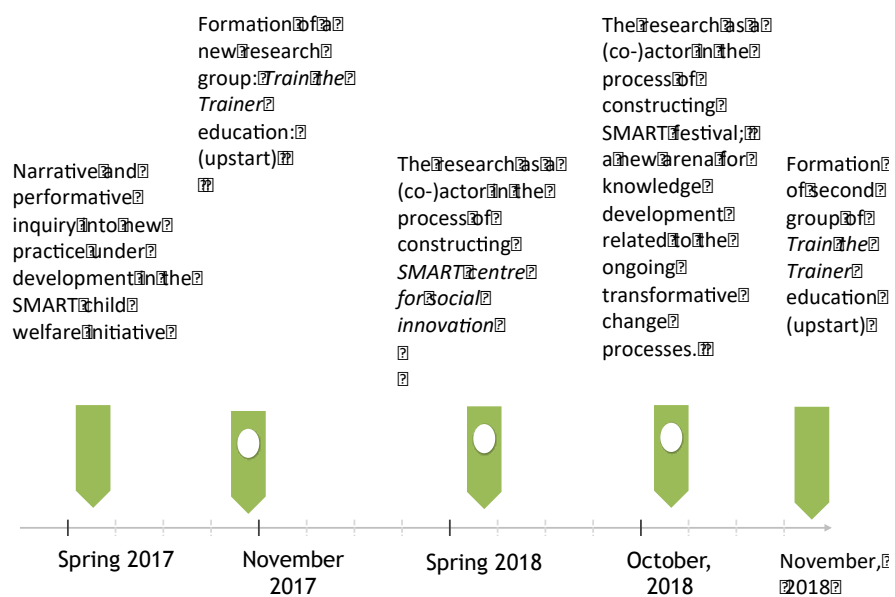 Narrative and
performative
inquiry into new
practice under
development in the
SMART child
welfare initiative
Formation of a
new research
group: Train the
Trainer
education:
(upstart)
The research as a
(co-)actor in the
process of
constructing
SMART centre
for social
innovation
The research as a
(co-)actor in the
process of
constructing
SMART festival;
a new arena for
knowledge
development
related to the
ongoing
transformative
change
processes.
Formation
of second
group of
Train the
Trainer
education
(upstart)
Spring 2017
November
2017
Spring 2018
October,
2018
November,
2018